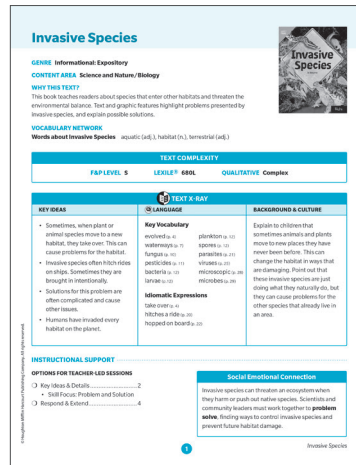 Invasive Species
Invasive
Species
GENRE Informational: Expository
CONTENT AREA Science and Nature/Biology
WHY THIS TEXT?
This book teaches readers about species that enter other habitats and threaten the
environmental balance. Text and graphic features highlight problems presented by
invasive species, and explain possible solutions.
VOCABULARY NETWORK
Words about Invasive Species aquatic (adj.), habitat (n.), terrestrial (adj.)
TEXT COMPLEXITY
F&P LEVEL S LEXILE® 680L QUALITATIVE Complex
TEXT X-RAY
KEY IDEAS
• Sometimes, when plant or
animal species move to a new
habitat, they take over. This can
cause problems for the habitat.
• Invasive species often hitch rides
on ships. Sometimes they are
brought in intentionally.
• Solutions for this problem are
often complicated and cause
other issues.
• Humans have invaded every
habitat on the planet.
LANGUAGE
Key Vocabulary
evolved (p. 4)
waterways (p. 7)
fungus (p. 10)
pesticides (p. 11)
bacteria (p. 12)
larvae (p. 12)
plankton (p. 12)
spores (p. 12)
parasites (p. 21)
viruses (p. 21)
microscopic (p. 28)
microbes (p. 28)
Idiomatic Expressions
take over (p. 4)
hitches a ride (p. 20)
hopped on board (p. 22)
BACKGROUND & CULTURE
Explain to children that
sometimes animals and plants
move to new places they have
never been before. This can
change the habitat in ways that
are damaging. Point out that
these invasive species are just
doing what they naturally do, but
they can cause problems for the
other species that already live in
an area.
INSTRUCTIONAL SUPPORT
OPTIONS FOR TEACHER-LED SESSIONS
Key Ideas & Details 2
• Skill Focus: Problem and Solution
Respond & Extend 4
Social Emotional Connection
Invasive species can threaten an ecosystem when
they harm or push out native species. Scientists and
community leaders must work together to problem
solve, finding ways to control invasive species and
prevent future habitat damage.
© Houghton Mifflin Harcourt Publishing Company. All rights reserved.
1
Invasive Species